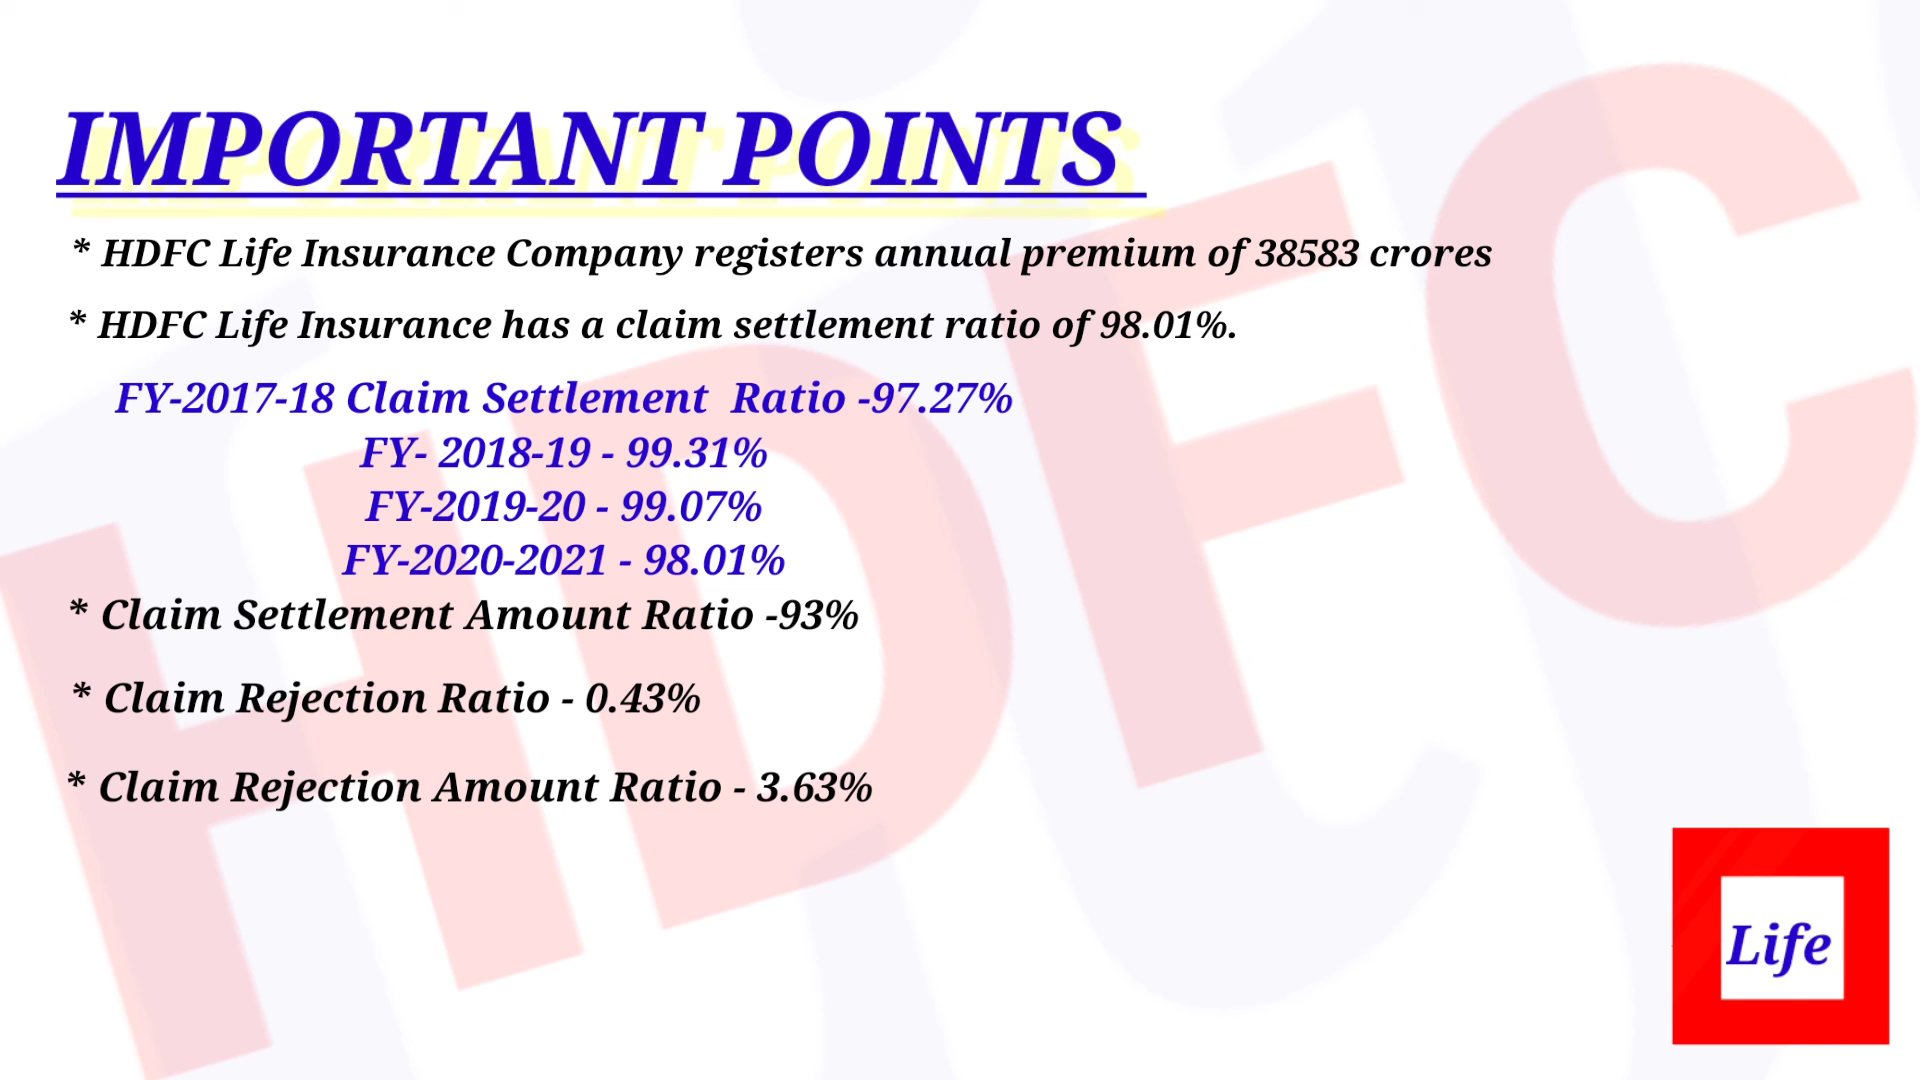 IMPORTANT POINTS
* HDFC Life Insurance Company registers annual premium of 38583 crores
* HDFC Life Insurance has a claim settlement ratio of 98.01%.
FY-2017-18 Claim Settlement  Ratio -97.27%
FY- 2018-19 - 99.31%
FY-2019-20 - 99.07%
FY-2020-2021 - 98.01%
* Claim Settlement Amount Ratio -93%
* Claim Rejection Ratio - 0.43%
* Claim Rejection Amount Ratio - 3.63%
HDFC
Life